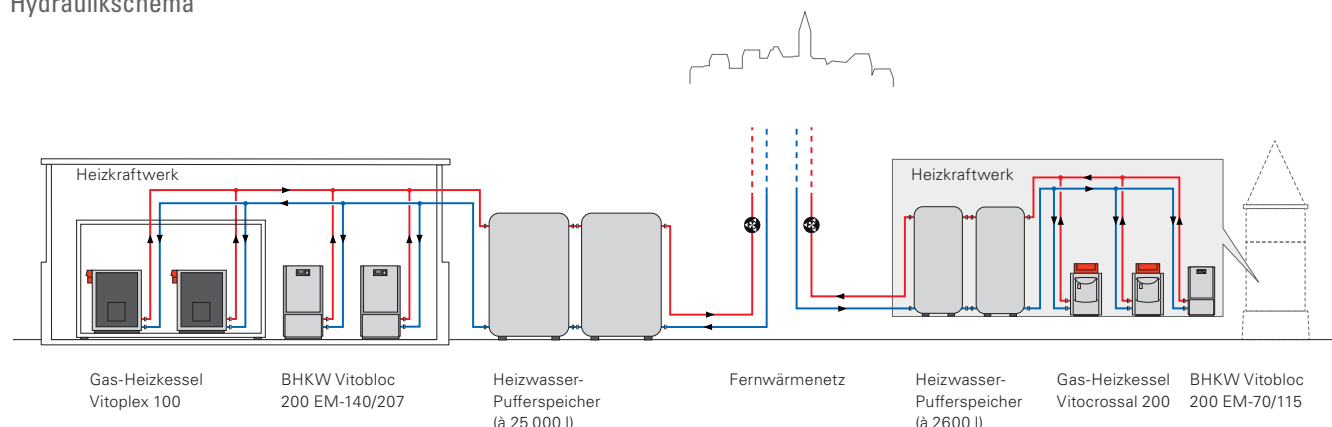 Hydraulikschema
Heizkraftwerk
Heizkraftwerk
Gas-Heizkessel
Vitoplex 100
BHKW Vitobloc
200 EM-140/207
Heizwasser-
Pufferspeicher
(à 25 000 l)
Fernwärmenetz
Heizwasser-
Pufferspeicher
(à 2600 l)
Gas-Heizkessel
Vitocrossal 200
BHKW Vitobloc
200 EM-70/115